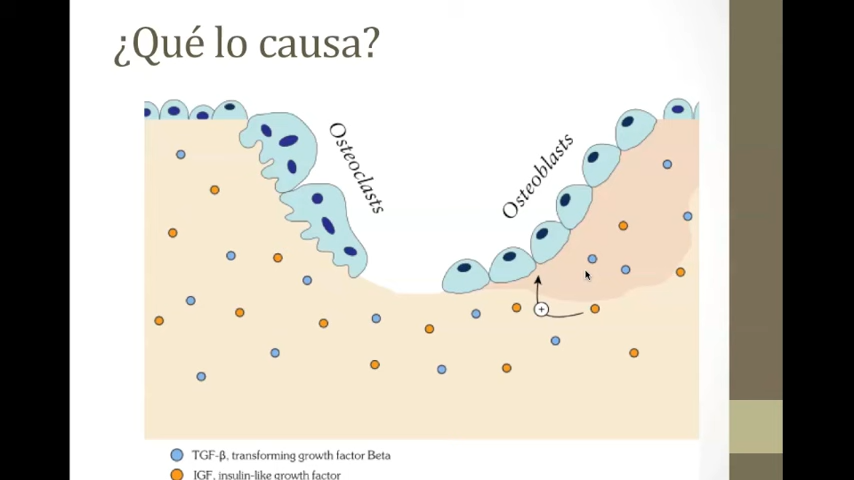 ¿Qué lo causa?
Osteoclasts
Osteoblasts
+
TGF-β, transforming growth factor Beta
IGF, insulin-like growth factor